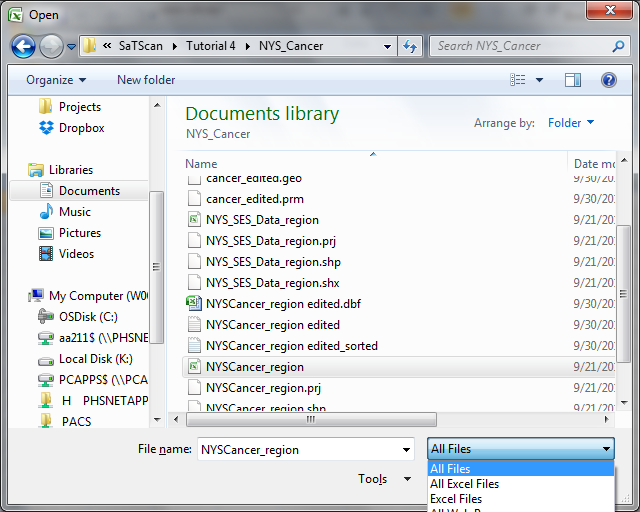 Open
« SaTScan Tutorial 4 NYS_Cancer
Search NYS_Cancer
Organize New folder
Projects
Dropbox
Libraries
Documents
Music
Pictures
Videos
My Computer (W00
OSDisk (C:)
aa211$ (\\PHSNET
Local Disk (K:)
PCAPPS$ (\\PCA
H PHSNETAPP
PACS
Documents library
NYS_Cancer
Arrange by: Folder
Name Date mo
cancer_edited.geo 9/30/20
cancer_edited.prm 9/30/20
NYS_SES_Data_region 9/21/20
NYS_SES_Data_region.prj 9/21/20
NYS_SES_Data_region.shp 9/21/20
NYS_SES_Data_region.shx 9/21/20
NYSCancer_region edited.dbf 9/30/20
NYSCancer_region edited 9/30/20
NYSCancer_region edited_sorted 9/30/20
NYSCancer_region 9/21/20
NYSCancer_region.prj 9/21/20
NYSCancer_region.shp 9/21/20
File name: NYSCancer_region All Files
Tools
All Files
All Excel Files
Excel Files